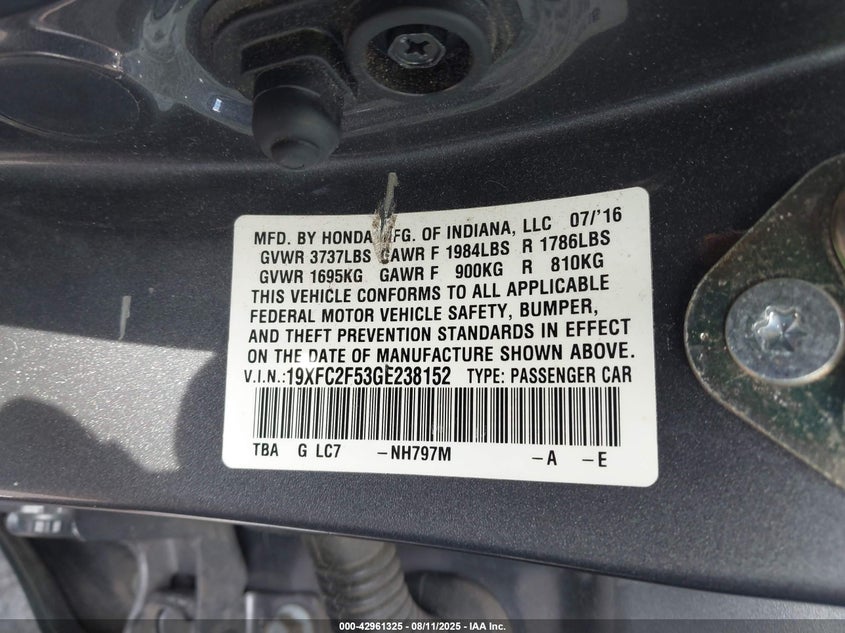 MFD. BY HONDA MFG. OF INDIANA, LLC 07/'16
GVWR 3737LBS GAWR F 1984LBS R 1786LBS
GVWR 1695KG GAWR F 900KG R 810KG
THIS VEHICLE CONFORMS TO ALL APPLICABLE
FEDERAL MOTOR VEHICLE SAFETY, BUMPER,
AND THEFT PREVENTION STANDARDS IN EFFECT
ON THE DATE OF MANUFACTURE SHOWN ABOVE.
V.I.N.:19XFC2F53GE238152 TYPE: PASSENGER CAR
TBA G LC7 –NH797M –A –E
000-42961325 - 08/11/2025 - IAA Inc.